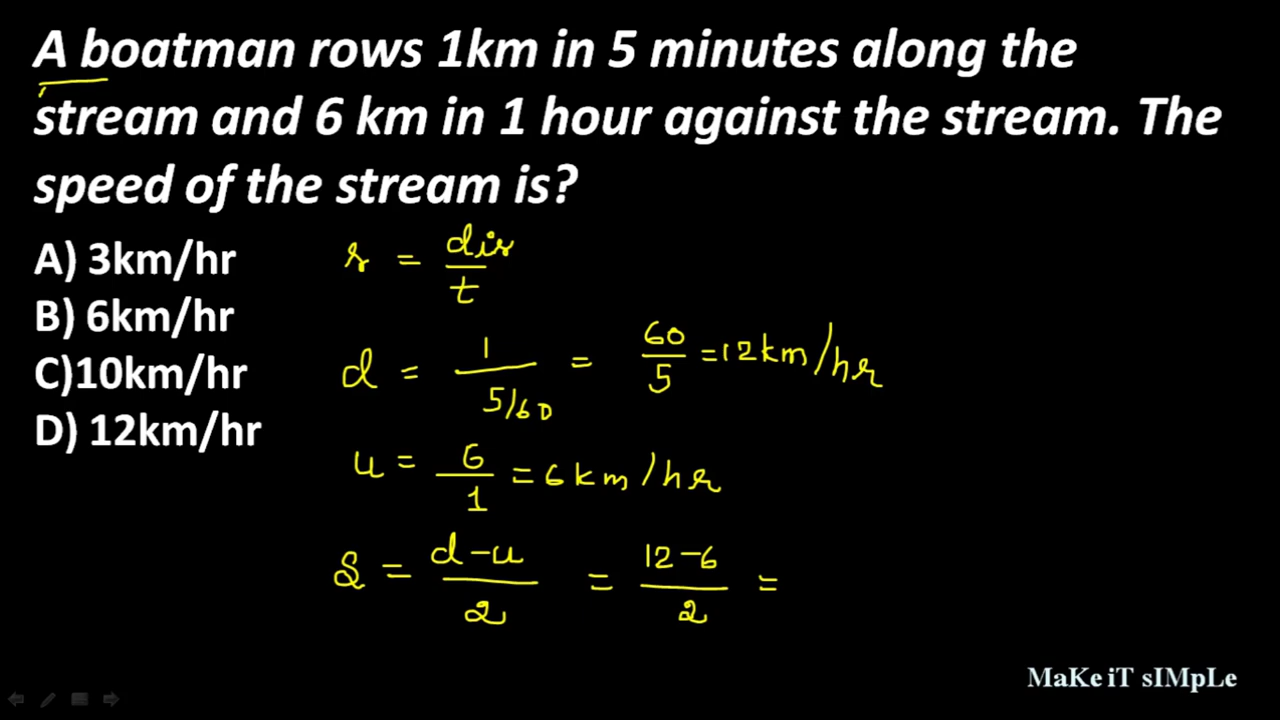 A boatman rows 1km in 5 minutes along the
stream and 6 km in 1 hour against the stream. The
speed of the stream is?
A) 3km/hr
B) 6km/hr
C)10km/hr
D) 12km/hr
s = dis/t
d = 1/(5/60) = 60/5 = 12km/hr
u = 6/1 = 6km/hr
S = (d-u)/2 = (12-6)/2 =
MaKe iT sIMpLe